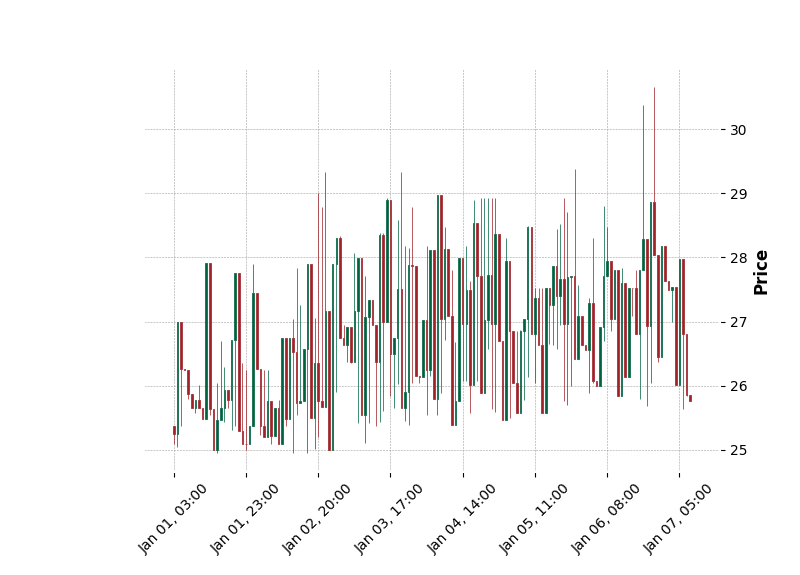 30
29
28
27
26
25
Price
Jan 01, 03:00
Jan 01, 23:00
Jan 02, 20:00
Jan 03, 17:00
Jan 04, 14:00
Jan 05, 11:00
Jan 06, 08:00
Jan 07, 05:00